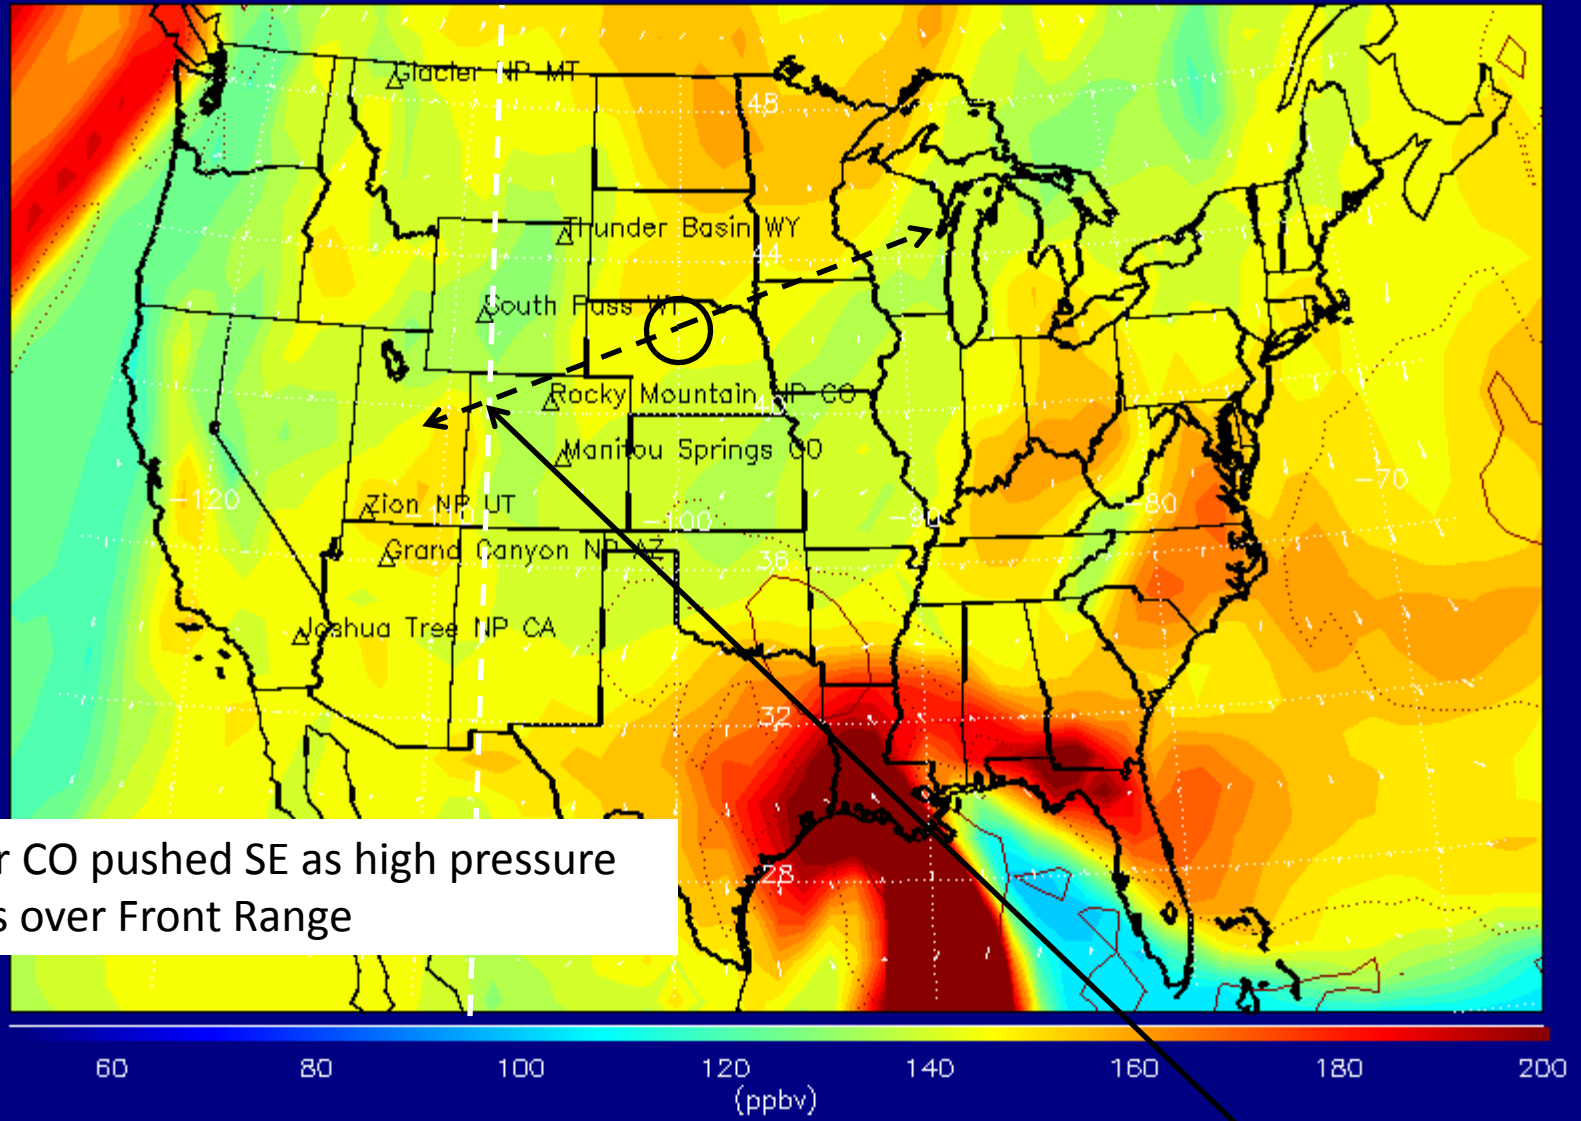 Glacier NP MT
48
Thunder Basin WY
44
South Pass WY
Rocky Mountain NP CO
40
Manitou Springs CO
-120
Zion NP UT
-110
-100
-90
-80
-70
Grand Canyon NP AZ
36
Joshua Tree NP CA
32
28
r CO pushed SE as high pressure
s over Front Range
60 80 100 120 140 160 180 200
(ppbv)